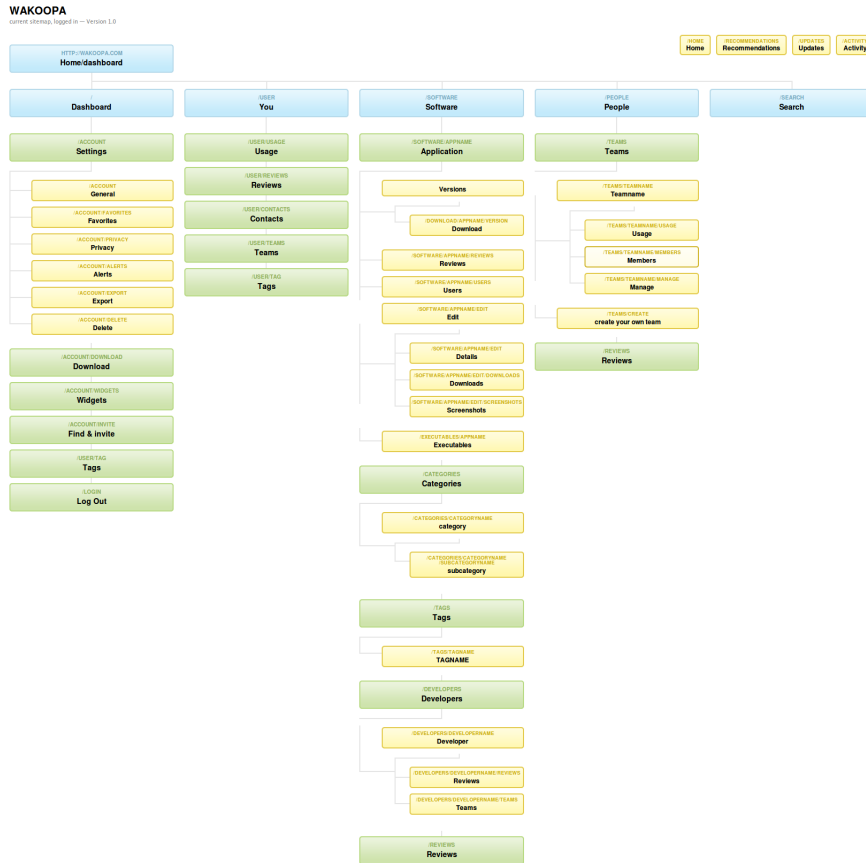 WAKOOPA
current sitemap, logged in — Version 1.0
/HOME
Home
/RECOMMENDATIONS
Recommendations
/UPDATES
Updates
/ACTIVITY
Activity
HTTP://WAKOOPA.COM
Home/dashboard
/
Dashboard
/USER
You
/SOFTWARE
Software
/PEOPLE
People
/SEARCH
Search
/ACCOUNT
Settings
/ACCOUNT
General
/ACCOUNT/FAVORITES
Favorites
/ACCOUNT/PRIVACY
Privacy
/ACCOUNT/ALERTS
Alerts
/ACCOUNT/EXPORT
Export
/ACCOUNT/DELETE
Delete
/ACCOUNT/DOWNLOAD
Download
/ACCOUNT/WIDGETS
Widgets
/ACCOUNT/INVITE
Find & invite
/USER/TAG
Tags
/LOGIN
Log Out
/USER/USAGE
Usage
/USER/REVIEWS
Reviews
/USER/CONTACTS
Contacts
/USER/TEAMS
Teams
/USER/TAG
Tags
/SOFTWARE/APPNAME
Application
Versions
/DOWNLOAD/APPNAME/VERSION
Download
/SOFTWARE/APPNAME/REVIEWS
Reviews
/SOFTWARE/APPNAME/USERS
Users
/SOFTWARE/APPNAME/EDIT
Edit
/SOFTWARE/APPNAME/EDIT
Details
/SOFTWARE/APPNAME/EDIT/DOWNLOADS
Downloads
/SOFTWARE/APPNAME/EDIT/SCREENSHOTS
Screenshots
/EXECUTABLES/APPNAME
Executables
/CATEGORIES
Categories
/CATEGORIES/CATEGORYNAME
category
/CATEGORIES/CATEGORYNAME
/SUBCATEGORYNAME
subcategory
/TAGS
Tags
/TAGS/TAGNAME
TAGNAME
/DEVELOPERS
Developers
/DEVELOPERS/DEVELOPERNAME
Developer
/DEVELOPERS/DEVELOPERNAME/REVIEWS
Reviews
/DEVELOPERS/DEVELOPERNAME/TEAMS
Teams
/REVIEWS
Reviews
/TEAMS
Teams
/TEAMS/TEAMNAME
Teamname
/TEAMS/TEAMNAME/USAGE
Usage
/TEAMS/TEAMNAME/MEMBERS
Members
/TEAMS/TEAMNAME/MANAGE
Manage
/TEAMS/CREATE
create your own team
/REVIEWS
Reviews